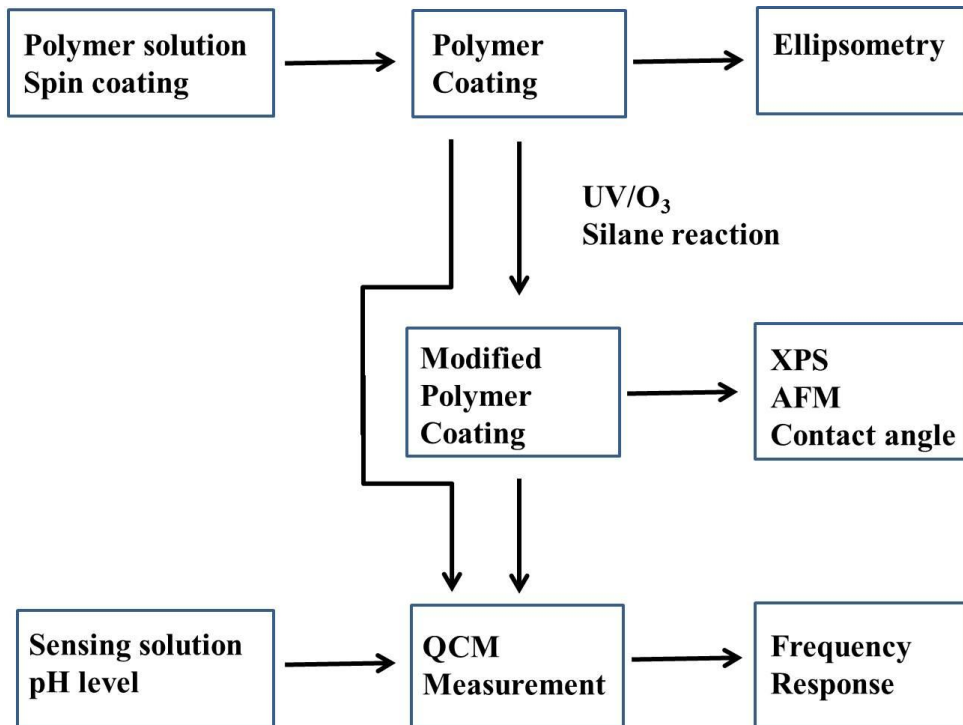 Polymer solution
Spin coating
Polymer
Coating
Ellipsometry
UV/O₃
Silane reaction
Modified
Polymer
Coating
XPS
AFM
Contact angle
Sensing solution
pH level
QCM
Measurement
Frequency
Response